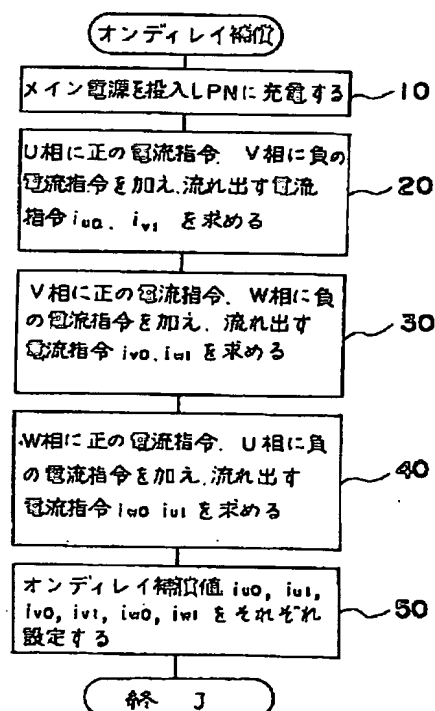 オンディレイ補償
メイン電源を投入しPNに充電する
10
U相に正の電流指令. V相に負の
電流指令を加え.流れ出す電流
指令 iu0. iv1 を求める
20
V相に正の電流指令. W相に負
の電流指令を加え. 流れ出す
電流指令 iv0. iw1 を求める
30
W相に正の電流指令. U相に負
の電流指令を加え.流れ出す
電流指令 iw0 iu1 を求める
40
オンディレイ補償値 iu0, iu1,
iv0, iv1, iw0, iw1 をそれぞれ
設定する
50
終 了